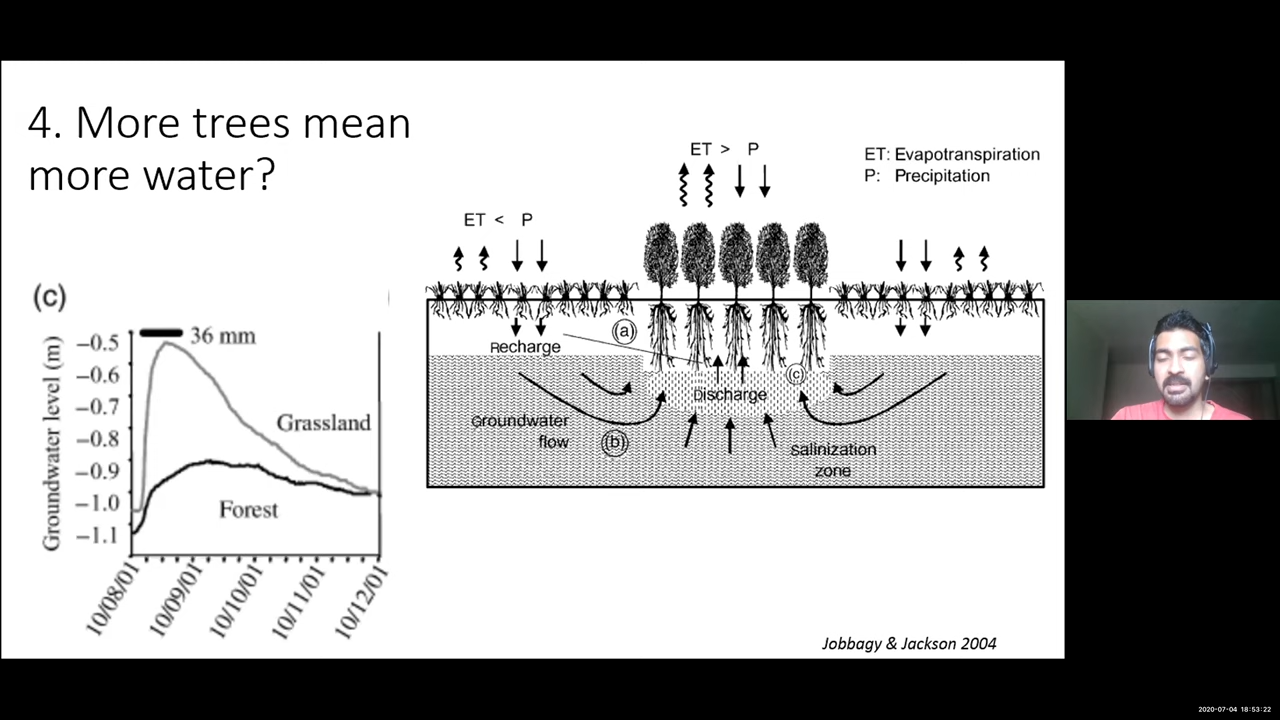 4. More trees mean
more water?
ET > P
ET: Evapotranspiration
P: Precipitation
ET < P
(c)
Groundwater level (m)
−0.5
−0.6
−0.7
−0.8
−0.9
−1.0
−1.1
36 mm
Grassland
Forest
10/08/01
10/09/01
10/10/01
10/11/01
10/12/01
(a)
Recharge
(c)
Discharge
Groundwater
flow
(b)
Salinization
zone
Jobbagy & Jackson 2004
2020-07-04 18:53:22